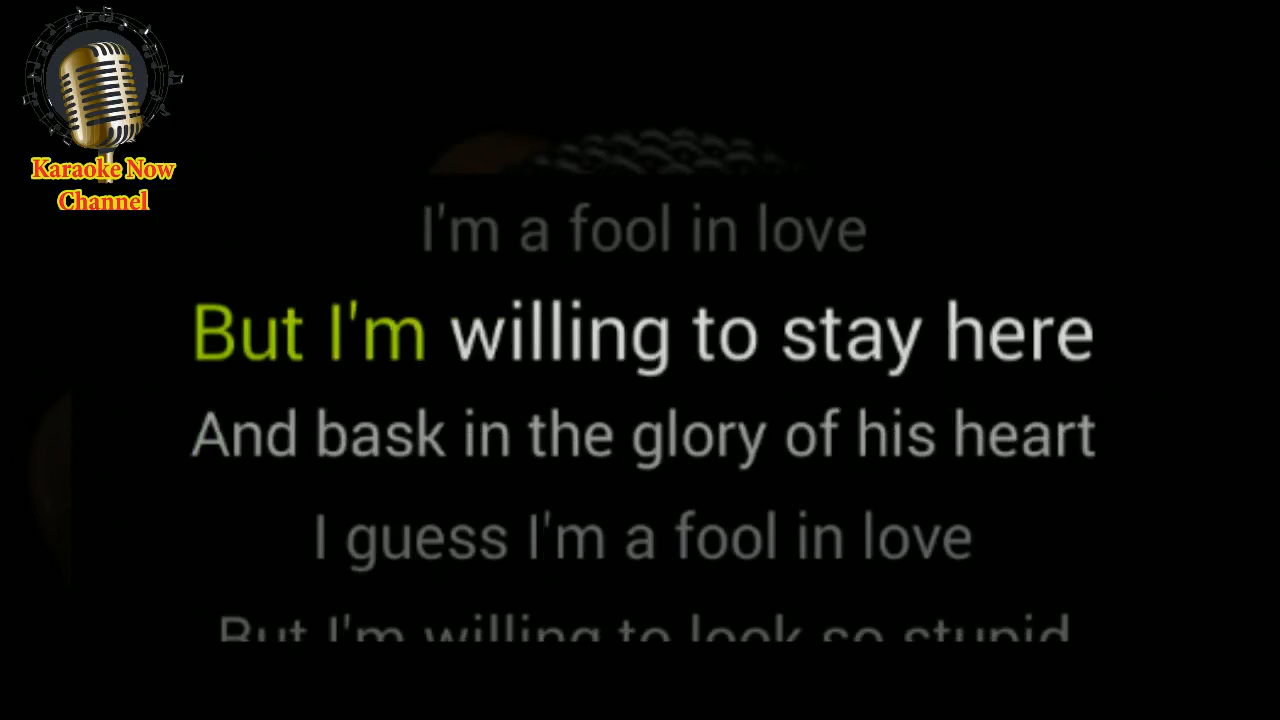 Karaoke Now
Channel
I'm a fool in love
But I'm willing to stay here
And bask in the glory of his heart
I guess I'm a fool in love
But I'm willing to look so stupid